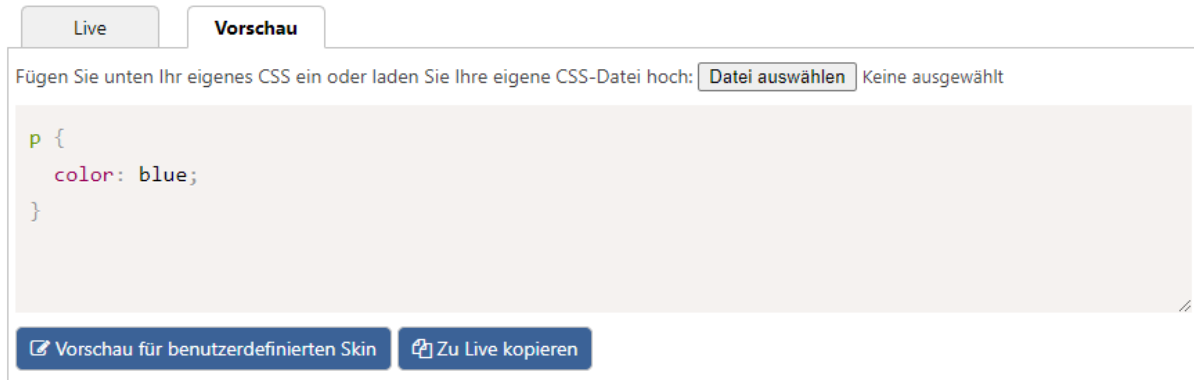 Live Vorschau
Fügen Sie unten Ihr eigenes CSS ein oder laden Sie Ihre eigene CSS-Datei hoch: Datei auswählen Keine ausgewählt
p {
  color: blue;
}
Vorschau für benutzerdefinierten Skin Zu Live kopieren